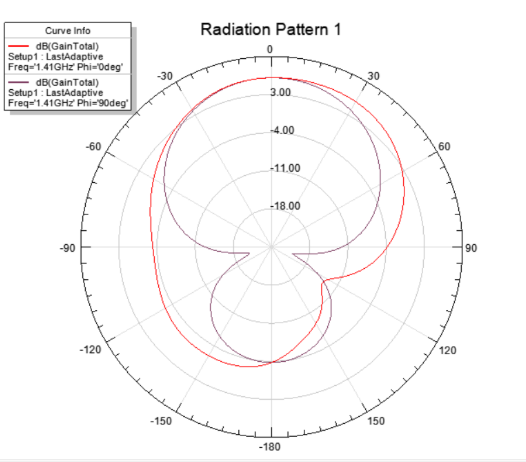 Radiation Pattern 1
Curve Info
dB(GainTotal)
Setup1 : LastAdaptive
Freq='1.41GHz' Phi='0deg'
dB(GainTotal)
Setup1 : LastAdaptive
Freq='1.41GHz' Phi='90deg'
0
-30
30
3.00
-60
-4.00
60
-11.00
-18.00
-90
90
-120
120
-150
150
-180